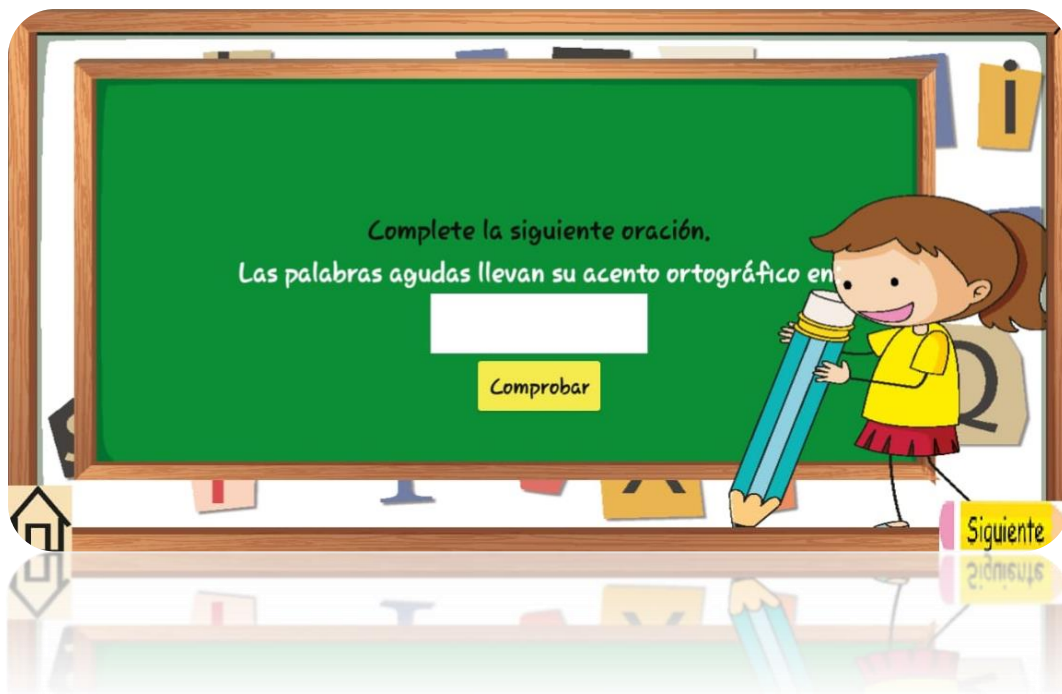 Complete la siguiente oración.
Las palabras agudas llevan su acento ortográfico en
Comprobar
Siguiente